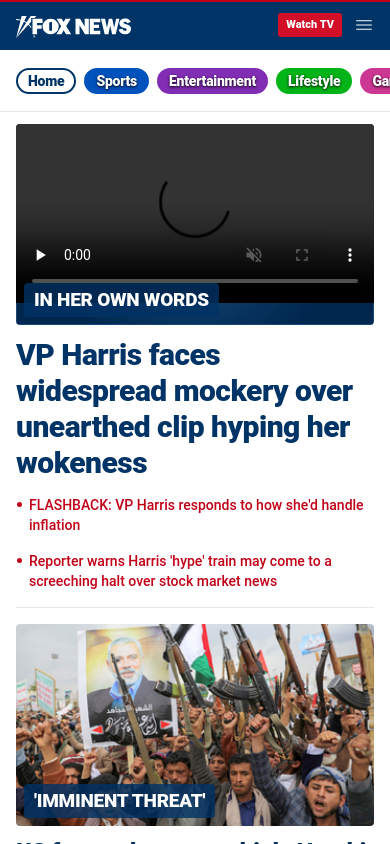 FOX NEWS
Watch TV
Home
Sports
Entertainment
Lifestyle
0:00
IN HER OWN WORDS
VP Harris faces
widespread mockery over
unearthed clip hyping her
wokeness
• FLASHBACK: VP Harris responds to how she'd handle
inflation
• Reporter warns Harris 'hype' train may come to a
screeching halt over stock market news
'IMMINENT THREAT'